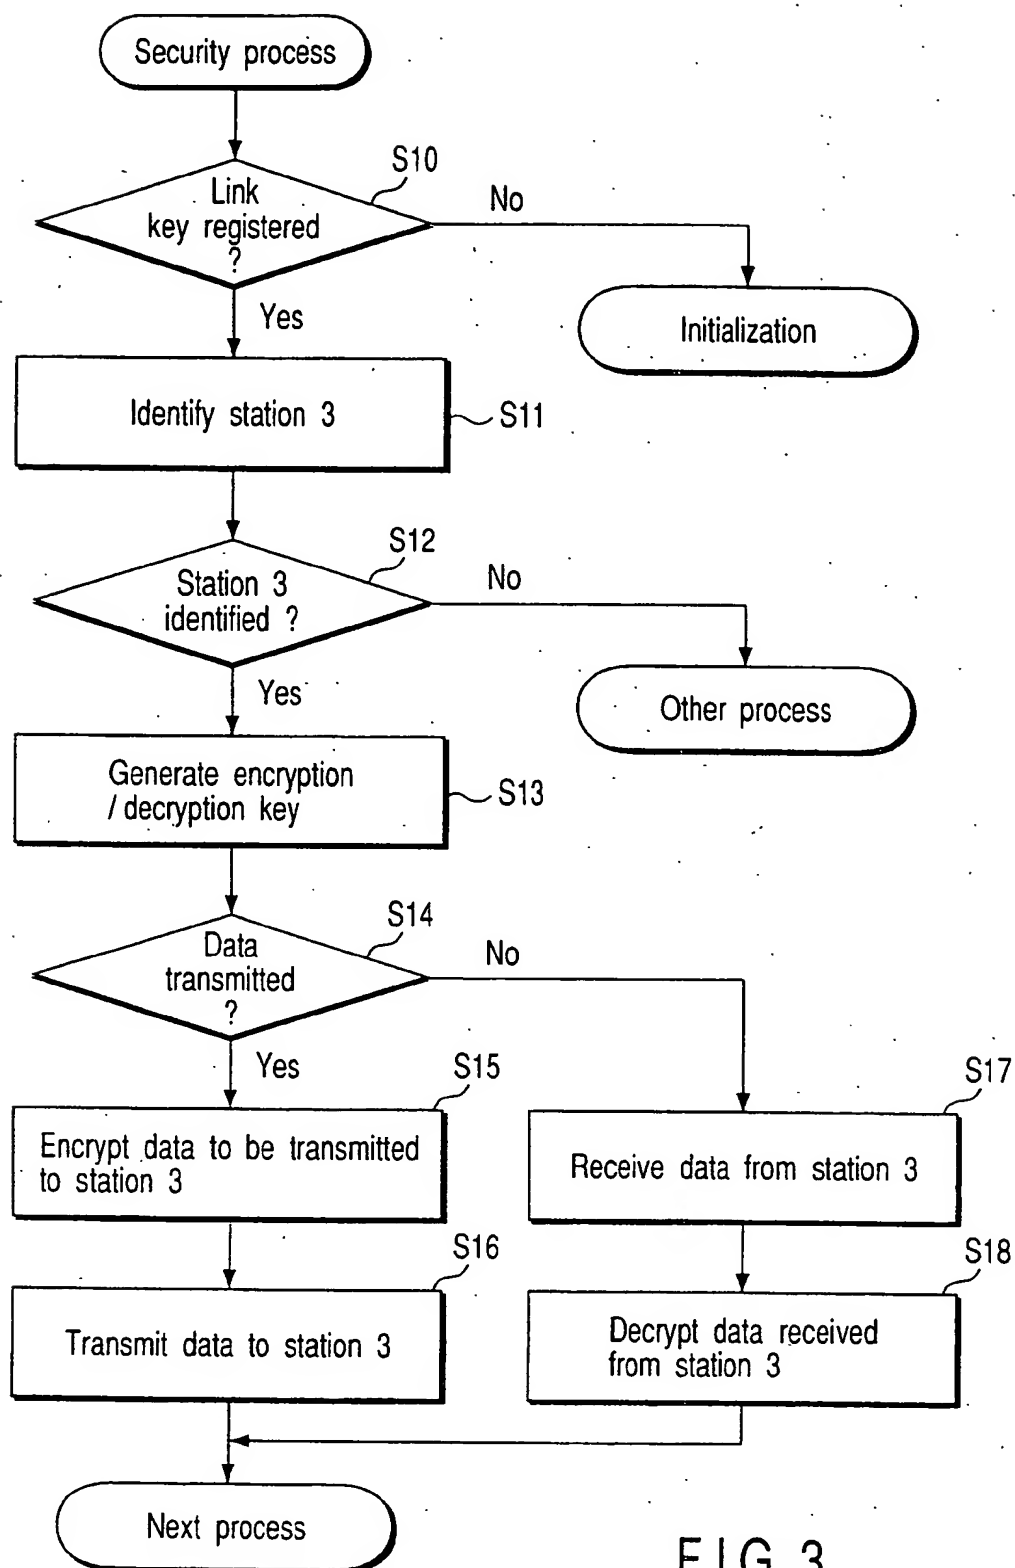 Security process
S10
Link
key registered
?
No
Yes
Initialization
Identify station 3
S11
S12
Station 3
identified ?
No
Yes
Other process
Generate encryption
/ decryption key
S13
S14
Data
transmitted
?
No
Yes
S15
Encrypt data to be transmitted
to station 3
S17
Receive data from station 3
S16
Transmit data to station 3
S18
Decrypt data received
from station 3
Next process
FIG. 3